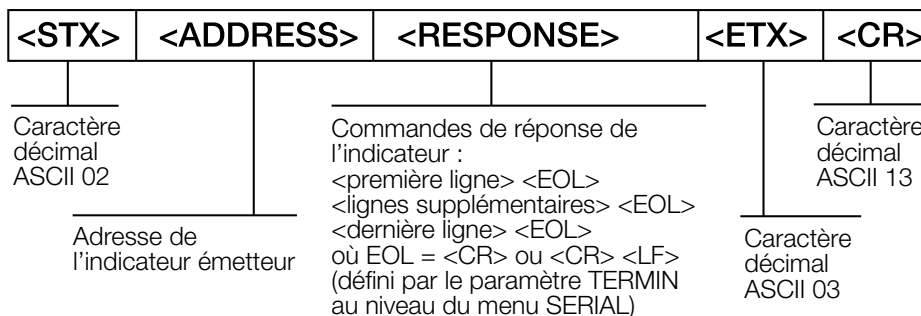 <STX> <ADDRESS> <RESPONSE> <ETX> <CR>
Caractère
décimal
ASCII 02
Adresse de
l'indicateur émetteur
Commandes de réponse de
l'indicateur :
<première ligne> <EOL>
<lignes supplémentaires> <EOL>
<dernière ligne> <EOL>
où EOL = <CR> ou <CR> <LF>
(défini par le paramètre TERMIN
au niveau du menu SERIAL)
Caractère
décimal
ASCII 03
Caractère
décimal
ASCII 13